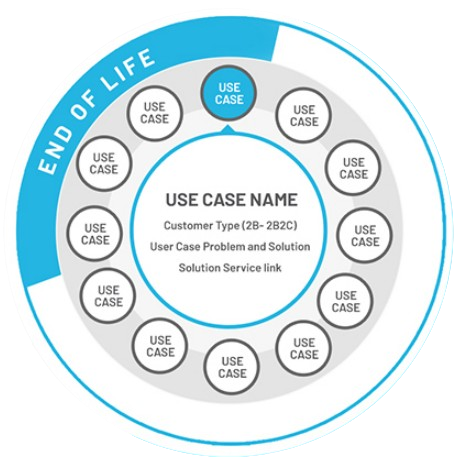 END OF LIFE
USE
CASE
USE
CASE
USE
CASE
USE
CASE
USE
CASE
USE CASE NAME
Customer Type (2B- 2B2C)
User Case Problem and Solution
Solution Service link
USE
CASE
USE
CASE
USE
CASE
USE
CASE
USE
CASE
USE
CASE
USE
CASE